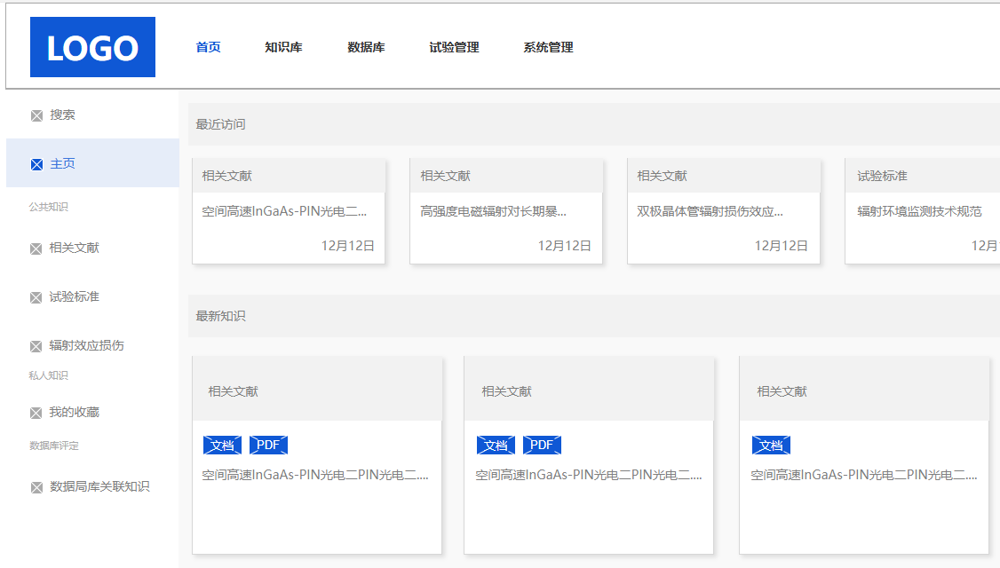 LOGO
首页 知识库 数据库 试验管理 系统管理
搜索
主页
公共知识
相关文献
试验标准
辐射效应损伤
私人知识
我的收藏
数据库评定
数据局库关联知识
最近访问
相关文献
空间高速InGaAs-PIN光电二...
12月12日
相关文献
高强度电磁辐射对长期暴...
12月12日
相关文献
双极晶体管辐射损伤效应...
12月12日
试验标准
辐射环境监测技术规范
12月
最新知识
相关文献
文档 PDF
空间高速InGaAs-PIN光电二PIN光电二....
相关文献
文档 PDF
空间高速InGaAs-PIN光电二PIN光电二....
相关文献
文档
空间高速InGaAs-PIN光电二PIN光电二....